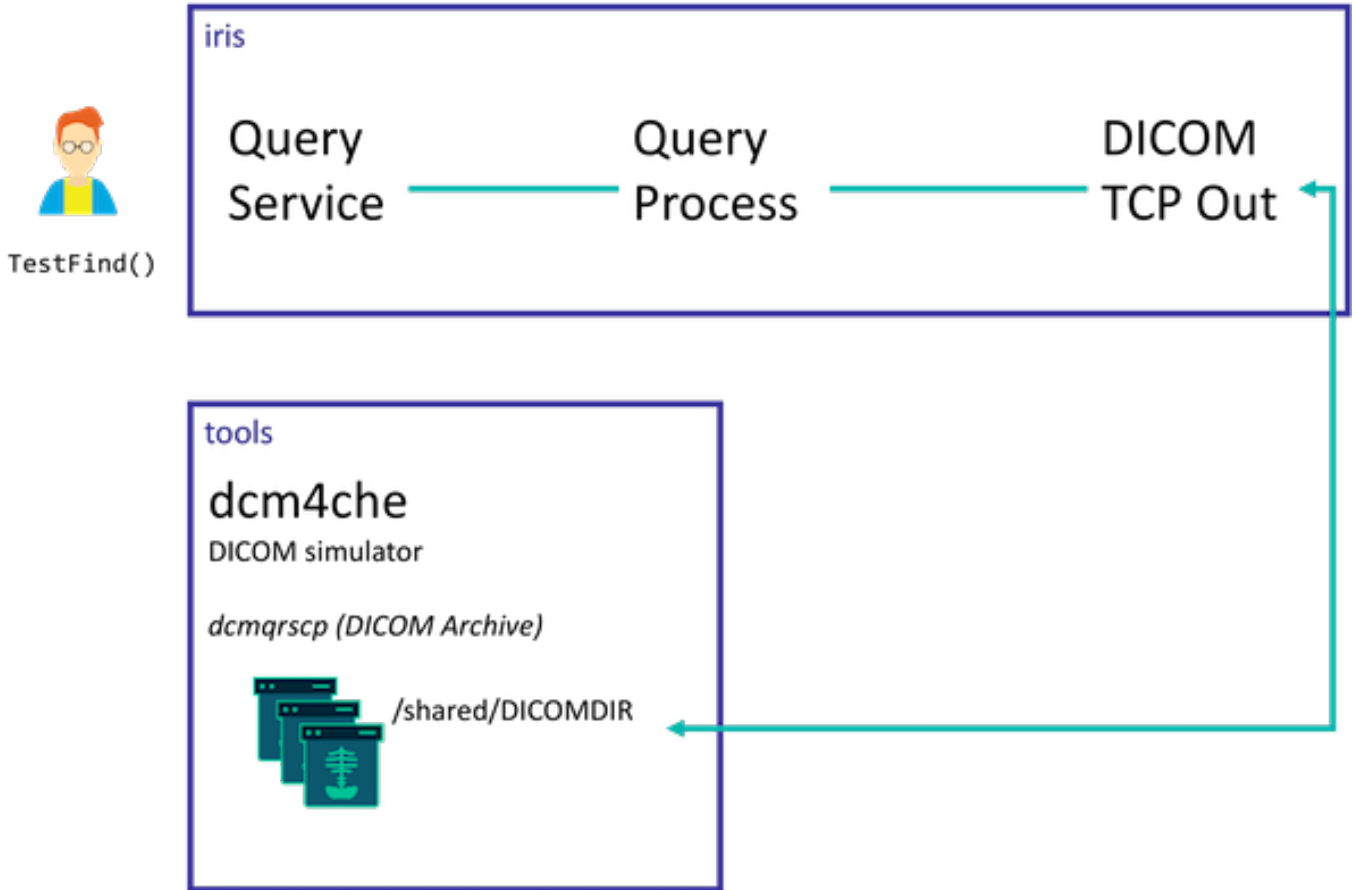 iris
Query
Service
Query
Process
DICOM
TCP Out
TestFind()
tools
dcm4che
DICOM simulator
dcmqrscp (DICOM Archive)
/shared/DICOMDIR